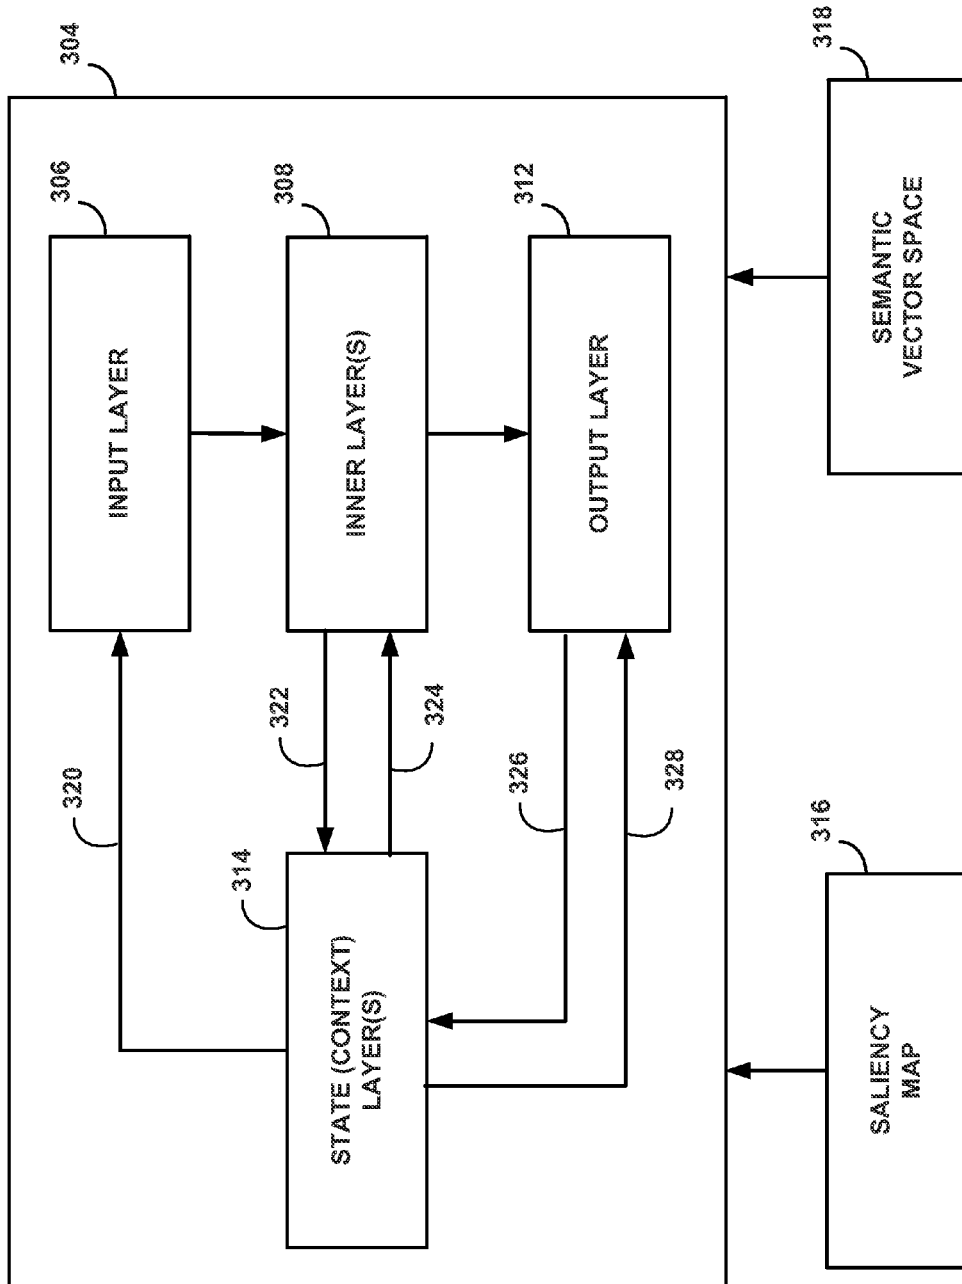 304
306
320
INPUT LAYER
314
322
308
STATE (CONTEXT)
LAYER(S)
INNER LAYER(S)
324
326
312
OUTPUT LAYER
328
316
318
SALIENCY
MAP
SEMANTIC
VECTOR SPACE